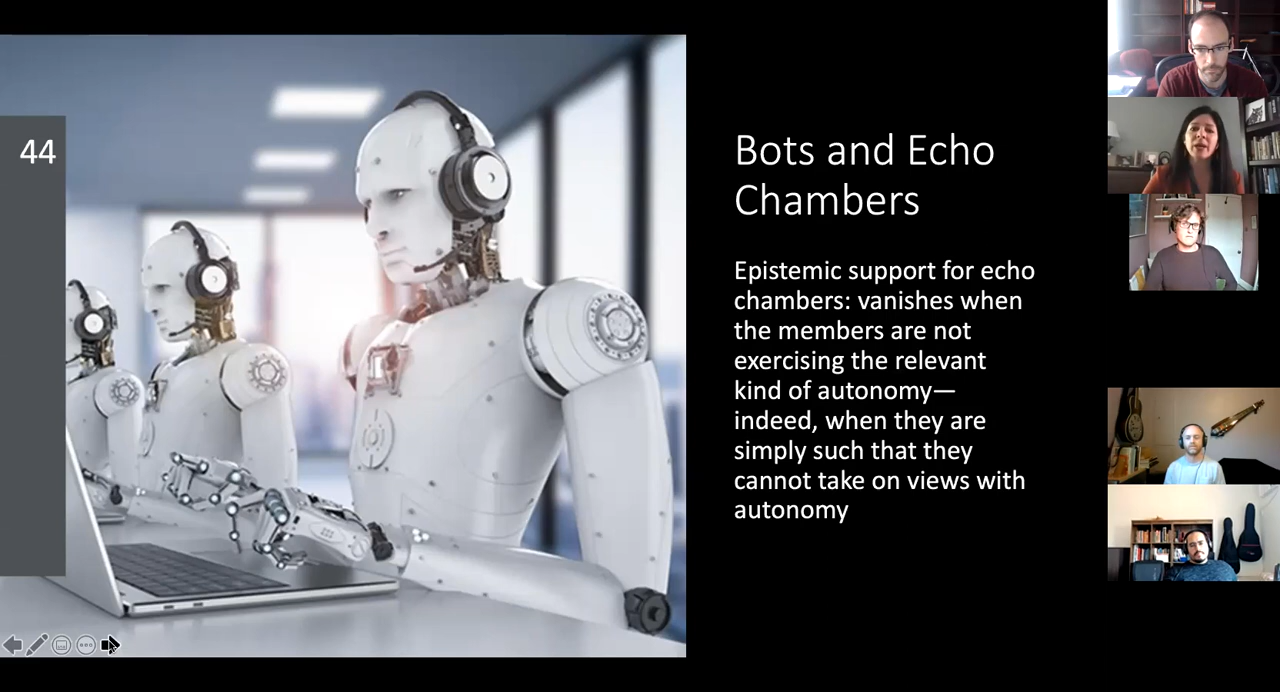 44
Bots and Echo
Chambers
Epistemic support for echo
chambers: vanishes when
the members are not
exercising the relevant
kind of autonomy—
indeed, when they are
simply such that they
cannot take on views with
autonomy